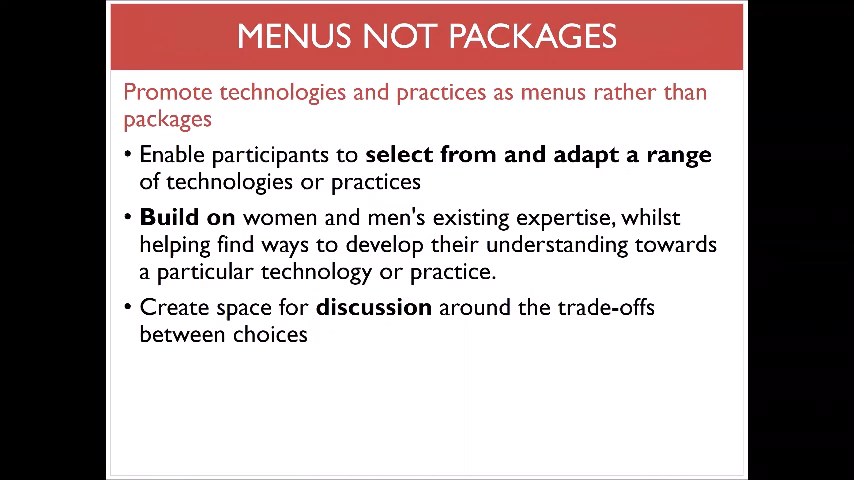 MENUS NOT PACKAGES
Promote technologies and practices as menus rather than
packages
• Enable participants to select from and adapt a range
of technologies or practices
• Build on women and men's existing expertise, whilst
helping find ways to develop their understanding towards
a particular technology or practice.
• Create space for discussion around the trade-offs
between choices